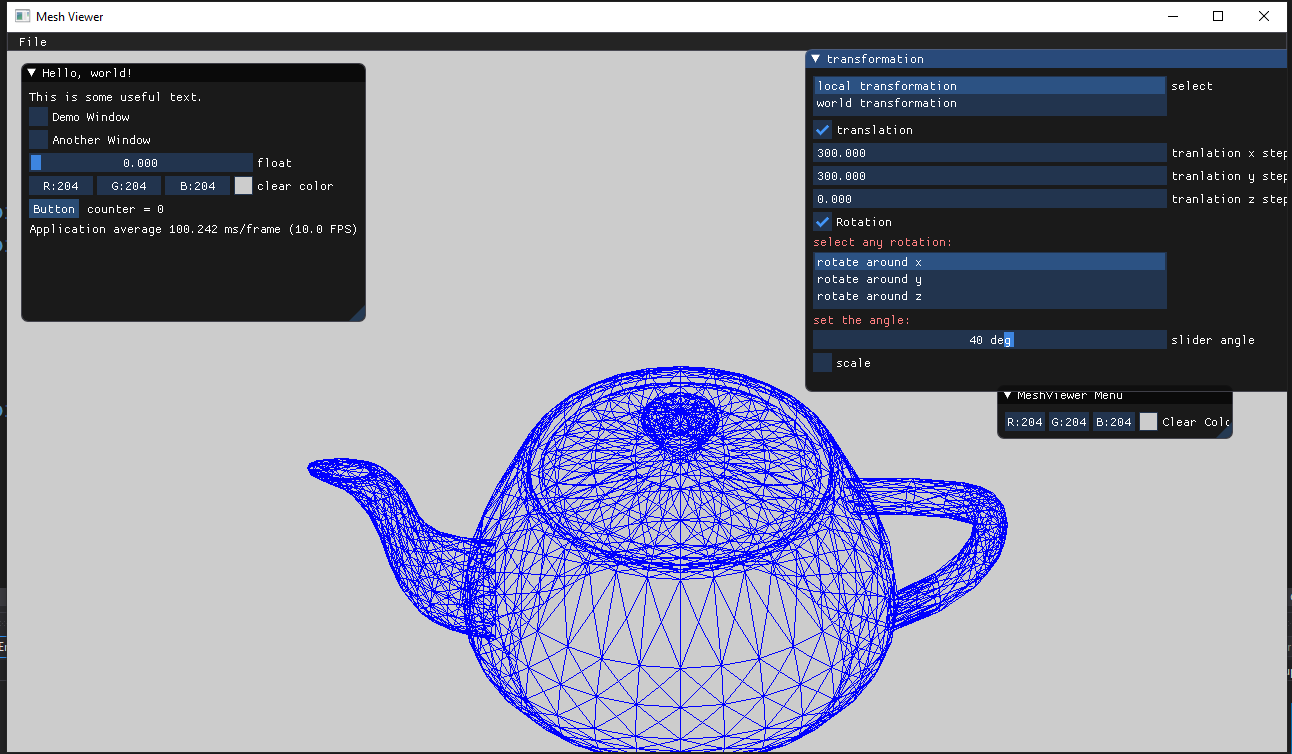 Mesh Viewer
File
Hello, world!
This is some useful text.
Demo Window
Another Window
0.000 float
R:204 G:204 B:204 clear color
Button counter = 0
Application average 100.242 ms/frame (10.0 FPS)
transformation
local transformation select
world transformation
translation
300.000 tranlation x step
300.000 tranlation y step
0.000 tranlation z step
Rotation
select any rotation:
rotate around x
rotate around y
rotate around z
set the angle:
40 deg slider angle
scale
MeshViewer Menu
R:204 G:204 B:204 Clear Colo